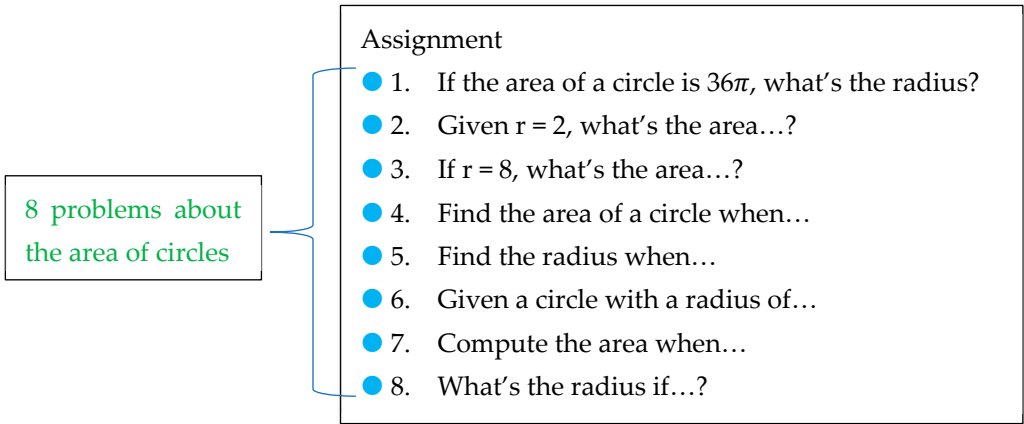 8 problems about
the area of circles
Assignment
1. If the area of a circle is 36π, what's the radius?
2. Given r = 2, what's the area…?
3. If r = 8, what's the area…?
4. Find the area of a circle when…
5. Find the radius when…
6. Given a circle with a radius of…
7. Compute the area when…
8. What's the radius if…?